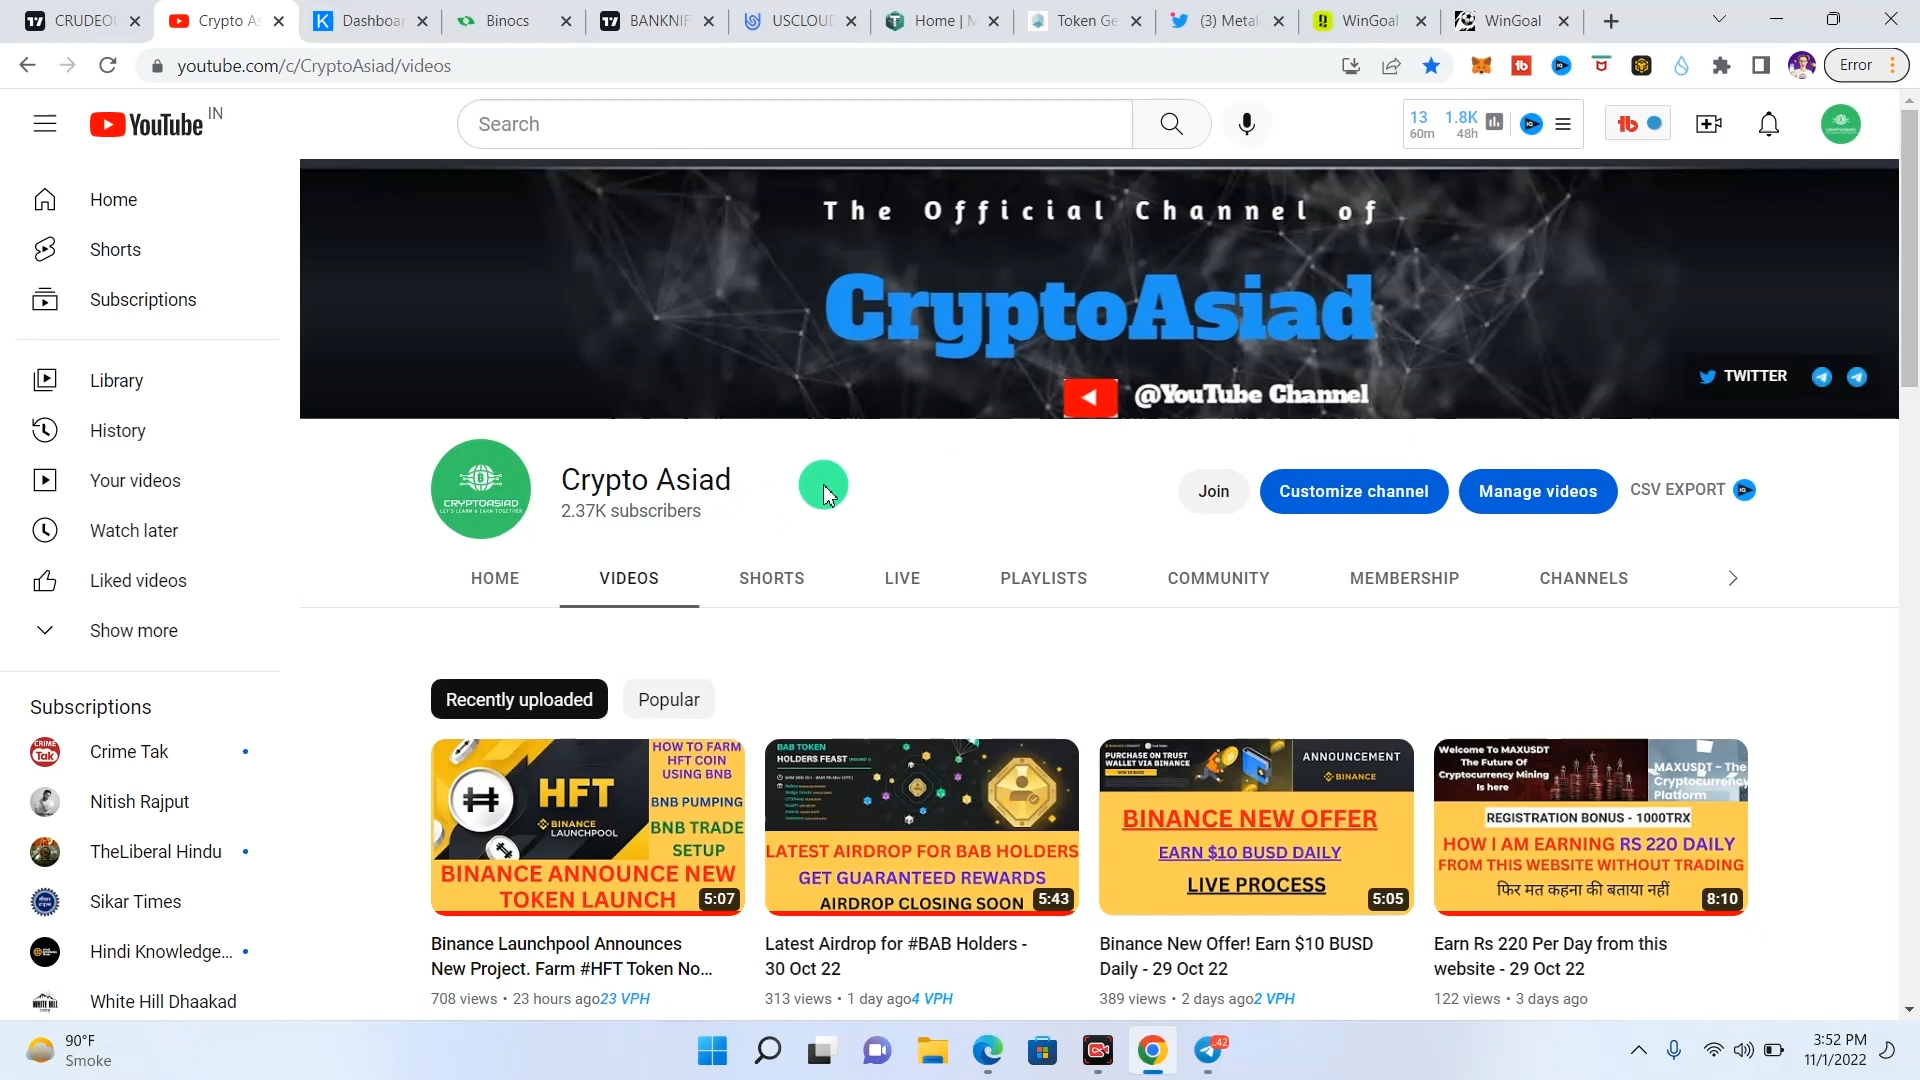 CRUDEOI
Crypto As
Dashboar
Binocs
BANKNIF
USCLOUD
Home | M
Token Ge
(3) Metal
WinGoal
WinGoal
youtube.com/c/CryptoAsiad/videos
Error
YouTube IN
Search
13 1.8K
60m 48h
Home
Shorts
Subscriptions
Library
History
Your videos
Watch later
Liked videos
Show more
Subscriptions
Crime Tak
Nitish Rajput
TheLiberal Hindu
Sikar Times
Hindi Knowledge...
White Hill Dhaakad
The Official Channel of
CryptoAsiad
@YouTube Channel
TWITTER
CRYPTOASIAD
LET'S LEARN & EARN TOGETHER
Crypto Asiad
2.37K subscribers
Join
Customize channel
Manage videos
CSV EXPORT
HOME
VIDEOS
SHORTS
LIVE
PLAYLISTS
COMMUNITY
MEMBERSHIP
CHANNELS
Recently uploaded
Popular
HFT
BINANCE
LAUNCHPOOL
HOW TO FARM
HFT COIN
USING BNB
BNB PUMPING
BNB TRADE
SETUP
BINANCE ANNOUNCE NEW
TOKEN LAUNCH
5:07
Binance Launchpool Announces
New Project. Farm #HFT Token No...
708 views • 23 hours ago23 VPH
BAB TOKEN
HOLDERS FEAST
LATEST AIRDROP FOR BAB HOLDERS
GET GUARANTEED REWARDS
AIRDROP CLOSING SOON
5:43
Latest Airdrop for #BAB Holders -
30 Oct 22
313 views • 1 day ago4 VPH
PURCHASE ON TRUST
WALLET VIA BINANCE
WIN 10 BUSD
ANNOUNCEMENT
BINANCE
BINANCE NEW OFFER
EARN $10 BUSD DAILY
LIVE PROCESS
5:05
Binance New Offer! Earn $10 BUSD
Daily - 29 Oct 22
389 views • 2 days ago2 VPH
Welcome To MAXUSDT
The Future Of
Cryptocurrency Mining
Is here
MAXUSDT - The
Cryptocurrency
Platform
REGISTRATION BONUS - 1000TRX
HOW I AM EARNING RS 220 DAILY
FROM THIS WEBSITE WITHOUT TRADING
फिर मत कहना की बताया नहीं
8:10
Earn Rs 220 Per Day from this
website - 29 Oct 22
122 views • 3 days ago
90°F
Smoke
42
3:52 PM
11/1/2022